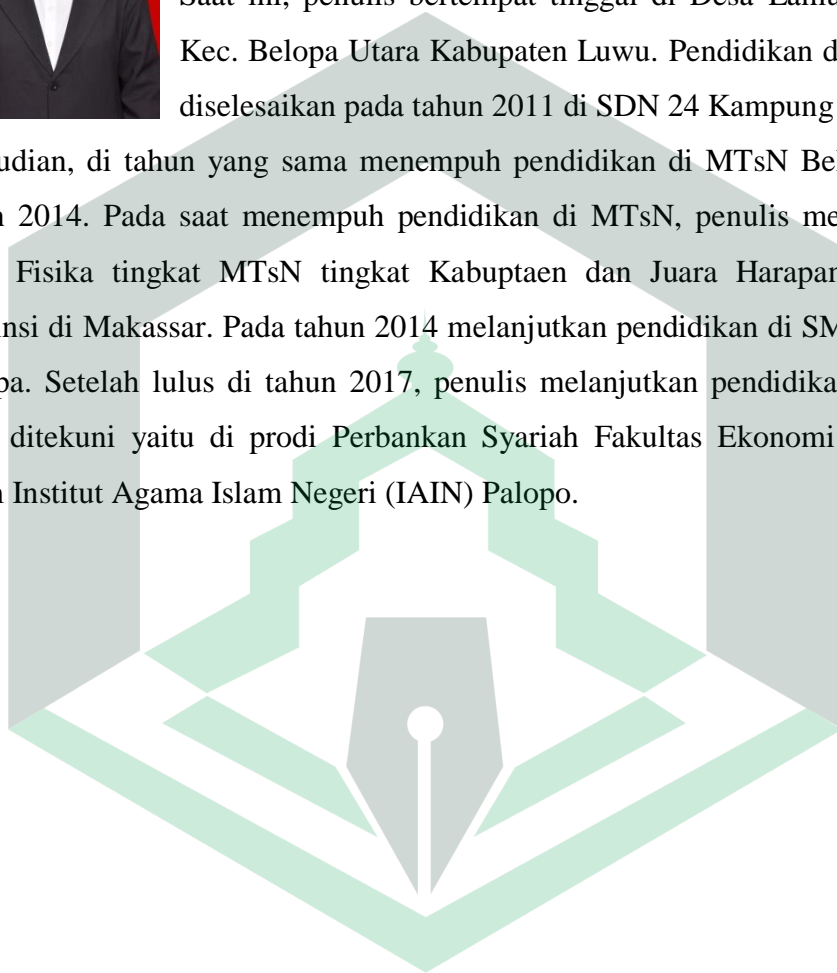 Saat ini, penulis bertempat tinggal di Desa
Kec. Belopa Utara Kabupaten Luwu. Pendidikan d
diselesaikan pada tahun 2011 di SDN 24 Kampung
udian, di tahun yang sama menempuh pendidikan di MTsN Be
2014. Pada saat menempuh pendidikan di MTsN, penulis me
Fisika tingkat MTsN tingkat Kabuptaen dan Juara Harapan
nsi di Makassar. Pada tahun 2014 melanjutkan pendidikan di SM
pa. Setelah lulus di tahun 2017, penulis melanjutkan pendidika
ditekuni yaitu di prodi Perbankan Syariah Fakultas Ekonomi
Institut Agama Islam Negeri (IAIN) Palopo.